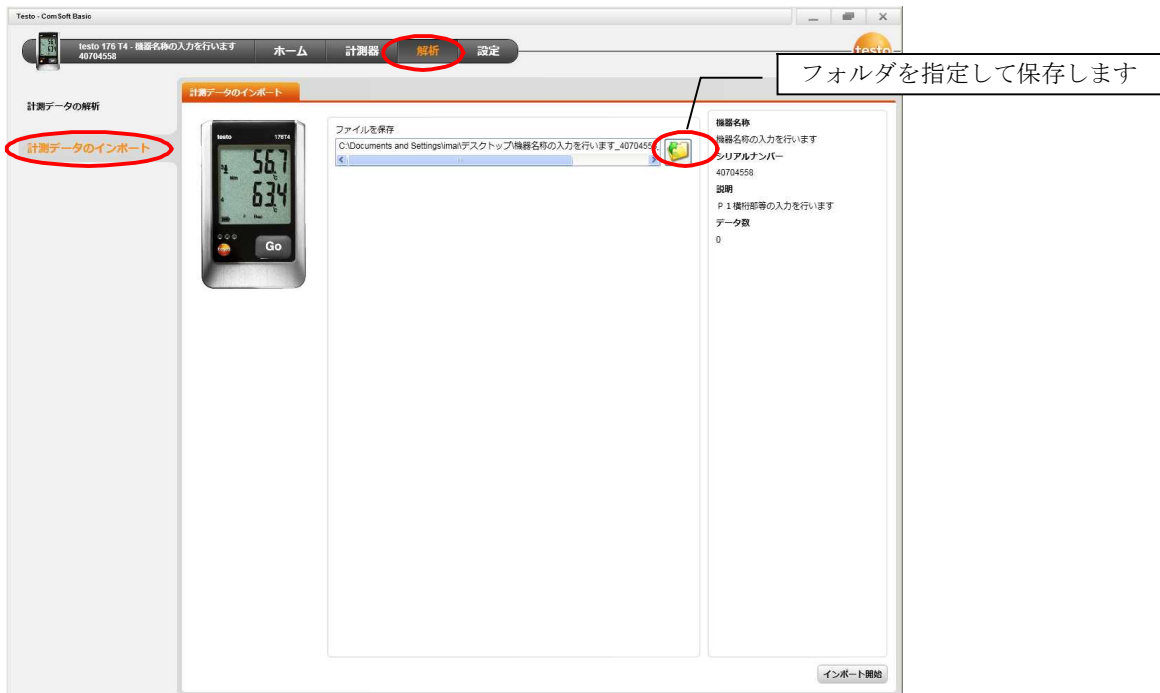 Testo - ComSoft Basic
testo 176 T4 - 機器名称の入力を行います
40704558
ホーム
計測器
解析
設定
testo
フォルダを指定して保存します
計測データの解析
計測データのインポート
計測データのインポート
testo 176T4
56.7
℃
Min
63.4
℃
Go
ファイルを保存
C:\Documents and Settings\imai\デスクトップ\機器名称の入力を行います_40704558_
機器名称
機器名称の入力を行います
シリアルナンバー
40704558
説明
Ｐ１横桁部等の入力を行います
データ数
0
インポート開始